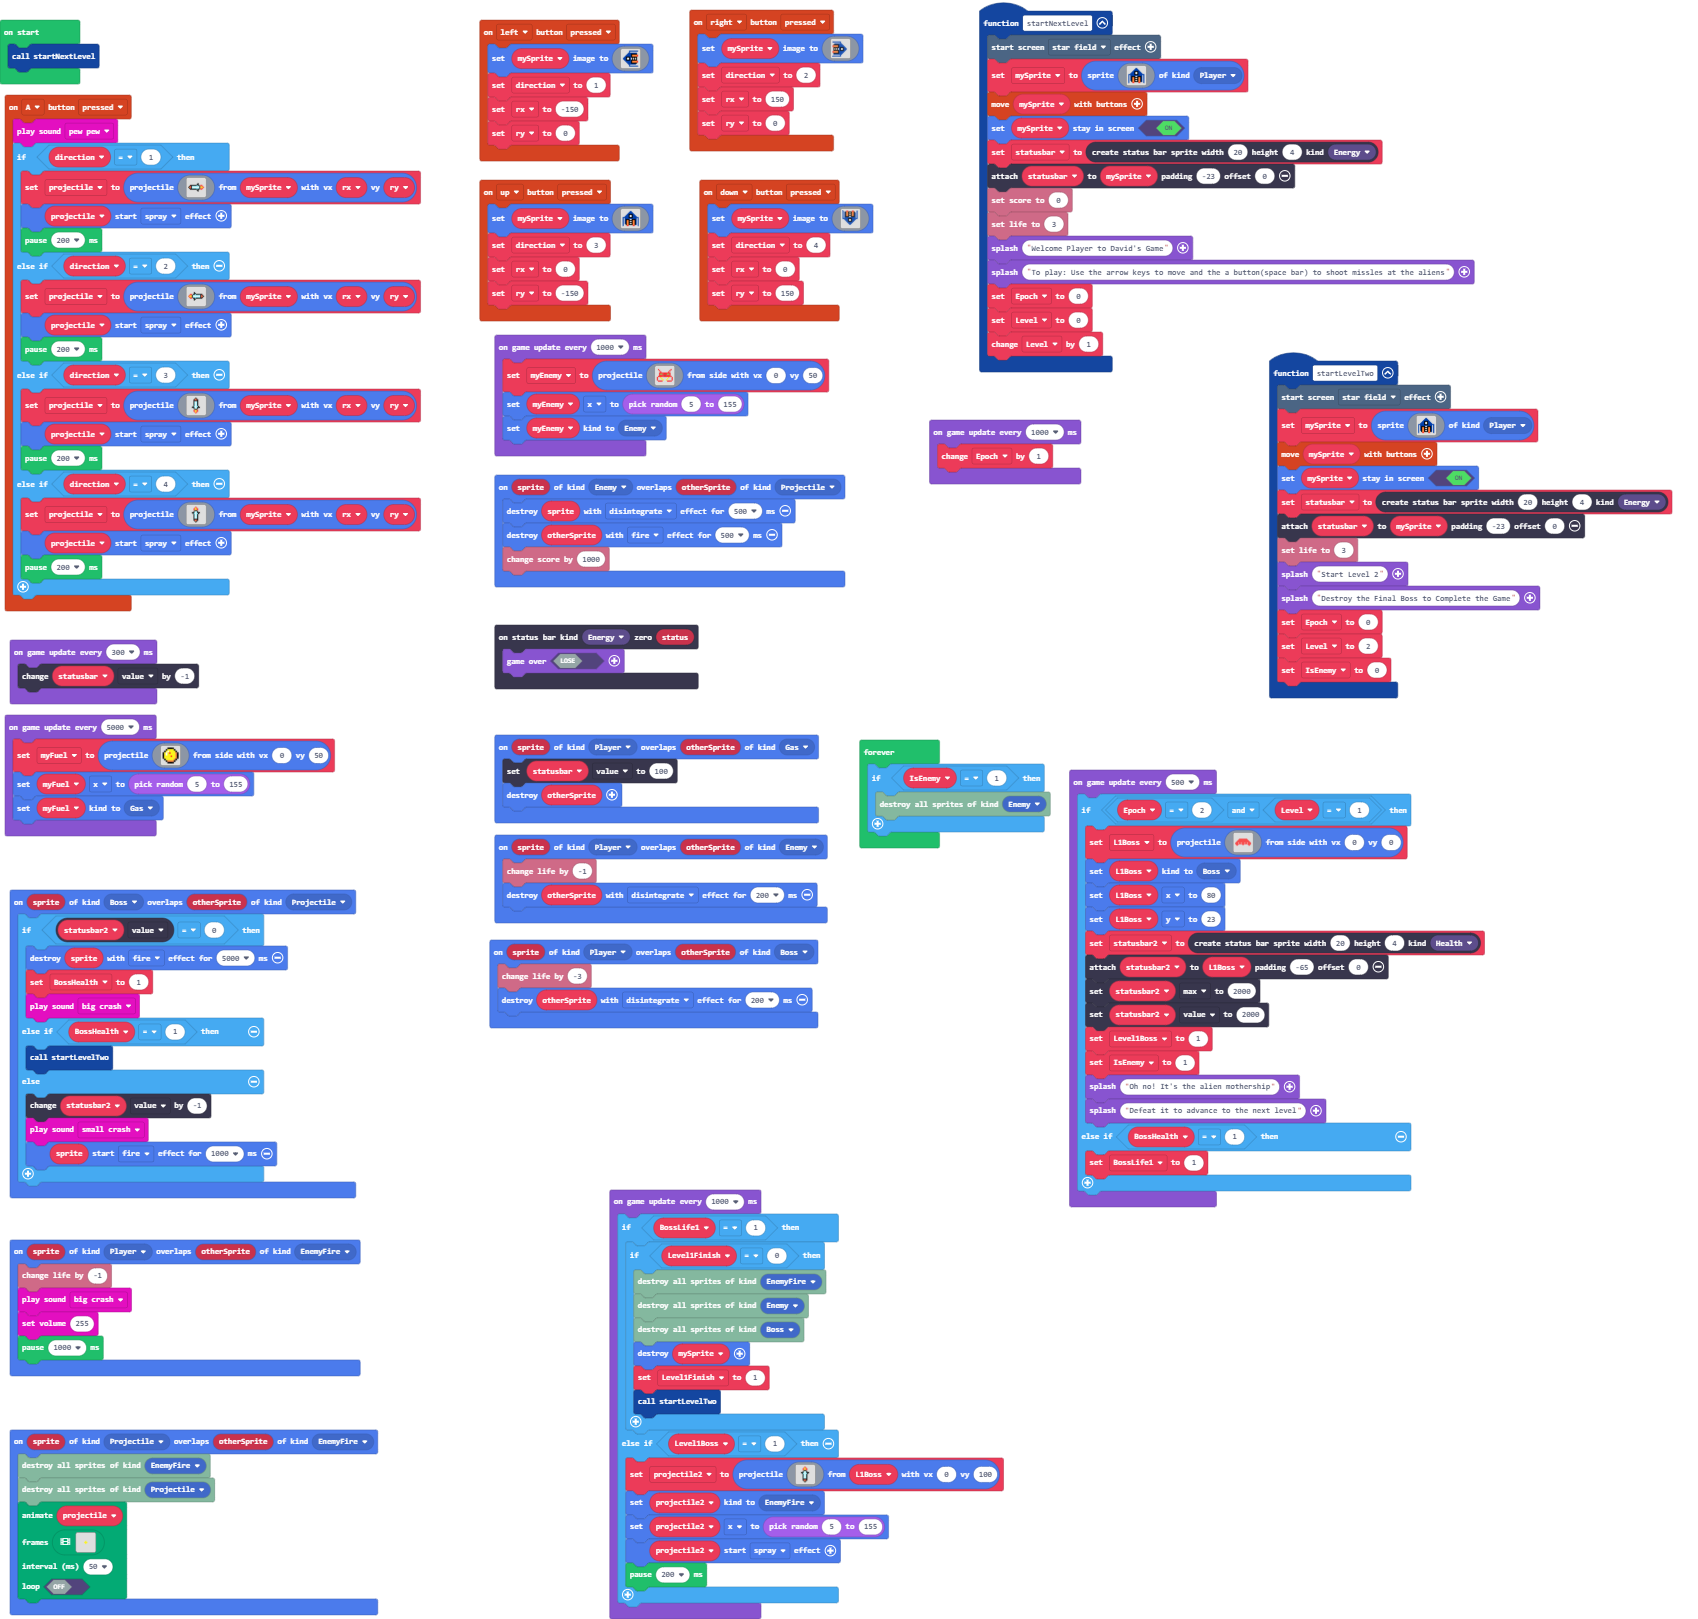 on start
call startNextLevel
on A button pressed
play sound pew pew
if direction = 1 then
set projectile to projectile from mySprite with vx rx vy ry
projectile start spray effect
pause 200 ms
else if direction = 2 then
set projectile to projectile from mySprite with vx rx vy ry
projectile start spray effect
pause 200 ms
else if direction = 3 then
set projectile to projectile from mySprite with vx rx vy ry
projectile start spray effect
pause 200 ms
else if direction = 4 then
set projectile to projectile from mySprite with vx rx vy ry
projectile start spray effect
pause 200 ms
on game update every 300 ms
change statusbar value by -1
on game update every 5000 ms
set myFuel to projectile from side with vx 0 vy 50
set myFuel x to pick random 5 to 155
set myFuel kind to Gas
on sprite of kind Boss overlaps otherSprite of kind Projectile
if statusbar2 value = 0 then
destroy sprite with fire effect for 5000 ms
set BossHealth to 1
play sound big crash
else if BossHealth = 1 then
call startLevelTwo
else
change statusbar2 value by -1
play sound small crash
sprite start fire effect for 1000 ms
on sprite of kind Player overlaps otherSprite of kind EnemyFire
change life by -1
play sound big crash
set volume 255
pause 1000 ms
on sprite of kind Projectile overlaps otherSprite of kind EnemyFire
destroy all sprites of kind EnemyFire
destroy all sprites of kind Projectile
animate projectile
frames
interval (ms) 50
loop OFF
on left button pressed
set mySprite image to
set direction to 1
set rx to -150
set ry to 0
on right button pressed
set mySprite image to
set direction to 2
set rx to 150
set ry to 0
on up button pressed
set mySprite image to
set direction to 3
set rx to 0
set ry to -150
on down button pressed
set mySprite image to
set direction to 4
set rx to 0
set ry to 150
on game update every 1000 ms
set myEnemy to projectile from side with vx 0 vy 50
set myEnemy x to pick random 5 to 155
set myEnemy kind to Enemy
on sprite of kind Enemy overlaps otherSprite of kind Projectile
destroy sprite with disintegrate effect for 500 ms
destroy otherSprite with fire effect for 500 ms
change score by 1000
on status bar kind Energy zero status
game over LOSE
on sprite of kind Player overlaps otherSprite of kind Gas
set statusbar value to 100
destroy otherSprite
on sprite of kind Player overlaps otherSprite of kind Enemy
change life by -1
destroy otherSprite with disintegrate effect for 200 ms
on sprite of kind Player overlaps otherSprite of kind Boss
change life by -3
destroy otherSprite with disintegrate effect for 200 ms
on game update every 1000 ms
if BossLife1 = 1 then
if Level1Finish = 0 then
destroy all sprites of kind EnemyFire
destroy all sprites of kind Enemy
destroy all sprites of kind Boss
destroy mySprite
set Level1Finish to 1
call startLevelTwo
else if Level1Boss = 1 then
set projectile2 to projectile from L1Boss with vx 0 vy 100
set projectile2 kind to EnemyFire
set projectile2 x to pick random 5 to 155
projectile2 start spray effect
pause 200 ms
function startNextLevel
start screen star field effect
set mySprite to sprite of kind Player
move mySprite with buttons
set mySprite stay in screen ON
set statusbar to create status bar sprite width 20 height 4 kind Energy
attach statusbar to mySprite padding -23 offset 0
set score to 0
set life to 3
splash "Welcome Player to David's Game"
splash "To play: Use the arrow keys to move and the a button(space bar) to shoot missles at the aliens"
set Epoch to 0
set Level to 0
change Level by 1
on game update every 1000 ms
change Epoch by 1
function startLevelTwo
start screen star field effect
set mySprite to sprite of kind Player
move mySprite with buttons
set mySprite stay in screen ON
set statusbar to create status bar sprite width 20 height 4 kind Energy
attach statusbar to mySprite padding -23 offset 0
set life to 3
splash "Start Level 2"
splash "Destroy the Final Boss to Complete the Game"
set Epoch to 0
set Level to 2
set IsEnemy to 0
forever
if IsEnemy = 1 then
destroy all sprites of kind Enemy
on game update every 500 ms
if Epoch = 2 and Level = 1 then
set L1Boss to projectile from side with vx 0 vy 0
set L1Boss kind to Boss
set L1Boss x to 80
set L1Boss y to 23
set statusbar2 to create status bar sprite width 20 height 4 kind Health
attach statusbar2 to L1Boss padding -65 offset 0
set statusbar2 max to 2000
set statusbar2 value to 2000
set Level1Boss to 1
set IsEnemy to 1
splash "Oh no! It's the alien mothership"
splash "Defeat it to advance to the next level"
else if BossHealth = 1 then
set BossLife1 to 1